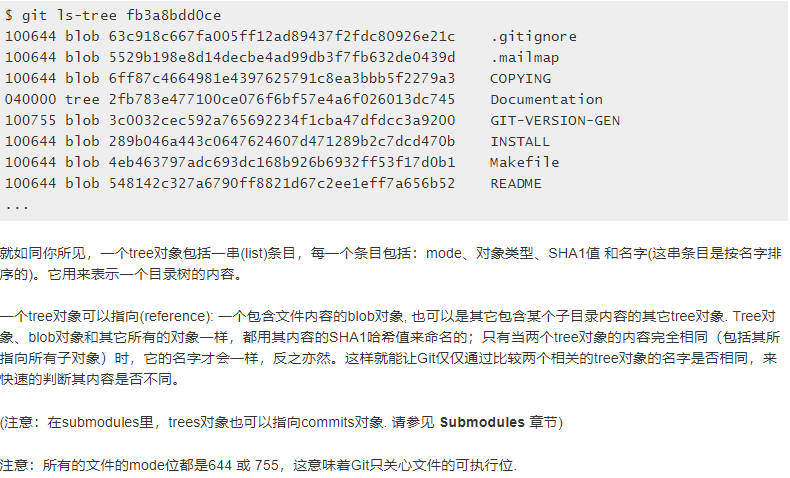 $ git ls-tree fb3a8bdd0ce
100644 blob 63c918c667fa005ff12ad89437f2fdc80926e21c    .gitignore
100644 blob 5529b198e8d14decbe4ad99db3f7fb632de0439d    .mailmap
100644 blob 6ff87c4664981e4397625791c8ea3bbb5f2279a3    COPYING
040000 tree 2fb783e477100ce076f6bf57e4a6f026013dc745    Documentation
100755 blob 3c0032cec592a765692234f1cba47dfdcc3a9200    GIT-VERSION-GEN
100644 blob 289b046a443c0647624607d471289b2c7dcd470b    INSTALL
100644 blob 4eb463797adc693dc168b926b6932ff53f17d0b1    Makefile
100644 blob 548142c327a6790ff8821d67c2ee1eff7a656b52    README
...
就如同你所见，一个tree对象包括一串(list)条目，每一个条目包括：mode、对象类型、SHA1值 和名字(这串条目是按名字排
序的)。它用来表示一个目录树的内容。
一个tree对象可以指向(reference): 一个包含文件内容的blob对象, 也可以是其它包含某个子目录内容的其它tree对象. Tree对
象、blob对象和其它所有的对象一样，都用其内容的SHA1哈希值来命名的；只有当两个tree对象的内容完全相同（包括其所
指向所有子对象）时，它的名字才会一样，反之亦然。这样就能让Git仅仅通过比较两个相关的tree对象的名字是否相同，来
快速的判断其内容是否不同。
(注意：在submodules里，trees对象也可以指向commits对象. 请参见 Submodules 章节)
注意：所有的文件的mode位都是644 或 755，这意味着Git只关心文件的可执行位.